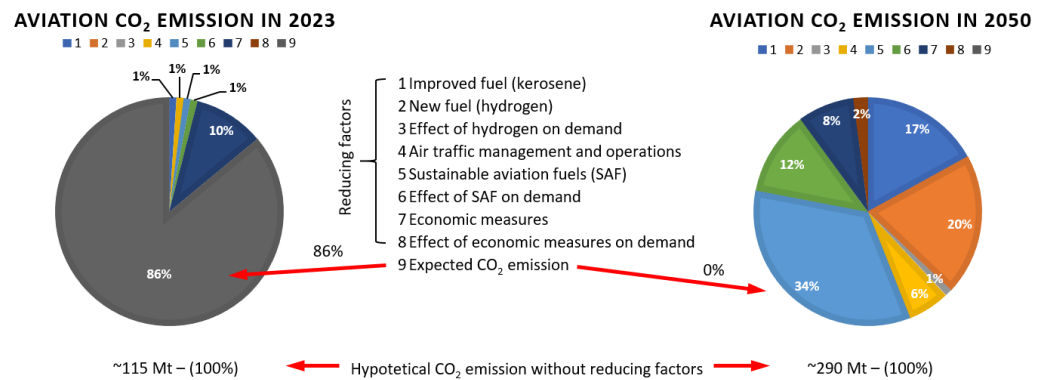 AVIATION CO2 EMISSION IN 2023
1 2 3 4 5 6 7 8 9
1%
1%
1%
1%
10%
86%
Reducing factors
1 Improved fuel (kerosene)
2 New fuel (hydrogen)
3 Effect of hydrogen on demand
4 Air traffic management and operations
5 Sustainable aviation fuels (SAF)
6 Effect of SAF on demand
7 Economic measures
8 Effect of economic measures on demand
9 Expected CO2 emission
86%
0%
AVIATION CO2 EMISSION IN 2050
1 2 3 4 5 6 7 8 9
2%
8%
17%
12%
20%
1%
6%
34%
~115 Mt – (100%)
Hypotetical CO2 emission without reducing factors
~290 Mt – (100%)